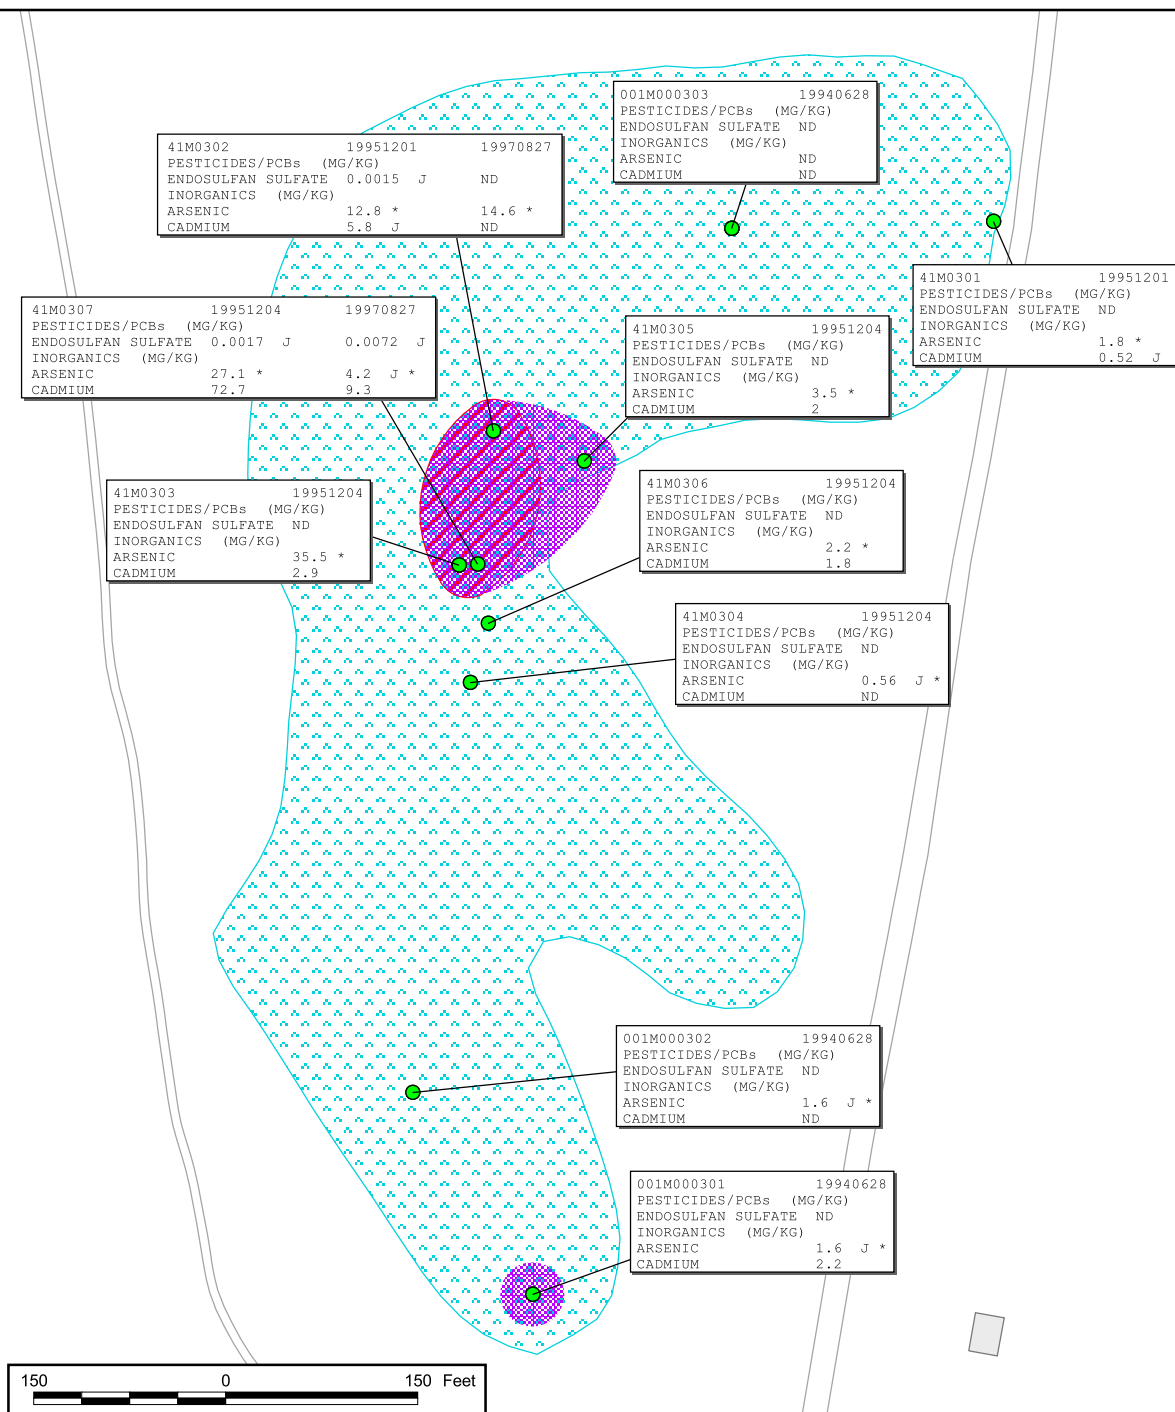 001M000303 19940628
PESTICIDES/PCBs (MG/KG)
ENDOSULFAN SULFATE ND
INORGANICS (MG/KG)
ARSENIC ND
CADMIUM ND
41M0302 19951201 19970827
PESTICIDES/PCBs (MG/KG)
ENDOSULFAN SULFATE 0.0015 J ND
INORGANICS (MG/KG)
ARSENIC 12.8 * 14.6 *
CADMIUM 5.8 J ND
41M0301 19951201
PESTICIDES/PCBs (MG/KG)
ENDOSULFAN SULFATE ND
INORGANICS (MG/KG)
ARSENIC 1.8 *
CADMIUM 0.52 J
41M0307 19951204 19970827
PESTICIDES/PCBs (MG/KG)
ENDOSULFAN SULFATE 0.0017 J 0.0072 J
INORGANICS (MG/KG)
ARSENIC 27.1 * 4.2 J *
CADMIUM 72.7 9.3
41M0305 19951204
PESTICIDES/PCBs (MG/KG)
ENDOSULFAN SULFATE ND
INORGANICS (MG/KG)
ARSENIC 3.5 *
CADMIUM 2
41M0303 19951204
PESTICIDES/PCBs (MG/KG)
ENDOSULFAN SULFATE ND
INORGANICS (MG/KG)
ARSENIC 35.5 *
CADMIUM 2.9
41M0306 19951204
PESTICIDES/PCBs (MG/KG)
ENDOSULFAN SULFATE ND
INORGANICS (MG/KG)
ARSENIC 2.2 *
CADMIUM 1.8
41M0304 19951204
PESTICIDES/PCBs (MG/KG)
ENDOSULFAN SULFATE ND
INORGANICS (MG/KG)
ARSENIC 0.56 J *
CADMIUM ND
001M000302 19940628
PESTICIDES/PCBs (MG/KG)
ENDOSULFAN SULFATE ND
INORGANICS (MG/KG)
ARSENIC 1.6 J *
CADMIUM ND
001M000301 19940628
PESTICIDES/PCBs (MG/KG)
ENDOSULFAN SULFATE ND
INORGANICS (MG/KG)
ARSENIC 1.6 J *
CADMIUM 2.2
150 0 150 Feet